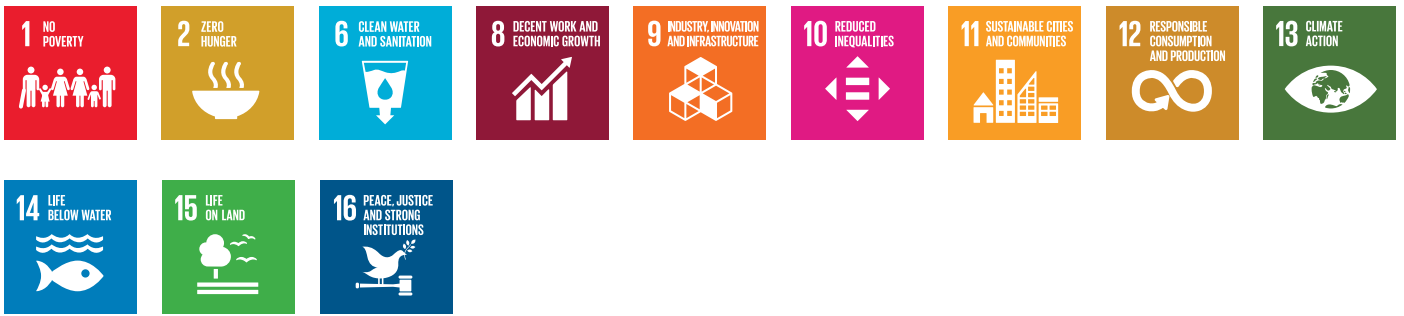 1 NO
POVERTY
2 ZERO
HUNGER
6 CLEAN WATER
AND SANITATION
8 DECENT WORK AND
ECONOMIC GROWTH
9 INDUSTRY, INNOVATION
AND INFRASTRUCTURE
10 REDUCED
INEQUALITIES
11 SUSTAINABLE CITIES
AND COMMUNITIES
12 RESPONSIBLE
CONSUMPTION
AND PRODUCTION
13 CLIMATE
ACTION
14 LIFE
BELOW WATER
15 LIFE
ON LAND
16 PEACE, JUSTICE
AND STRONG
INSTITUTIONS